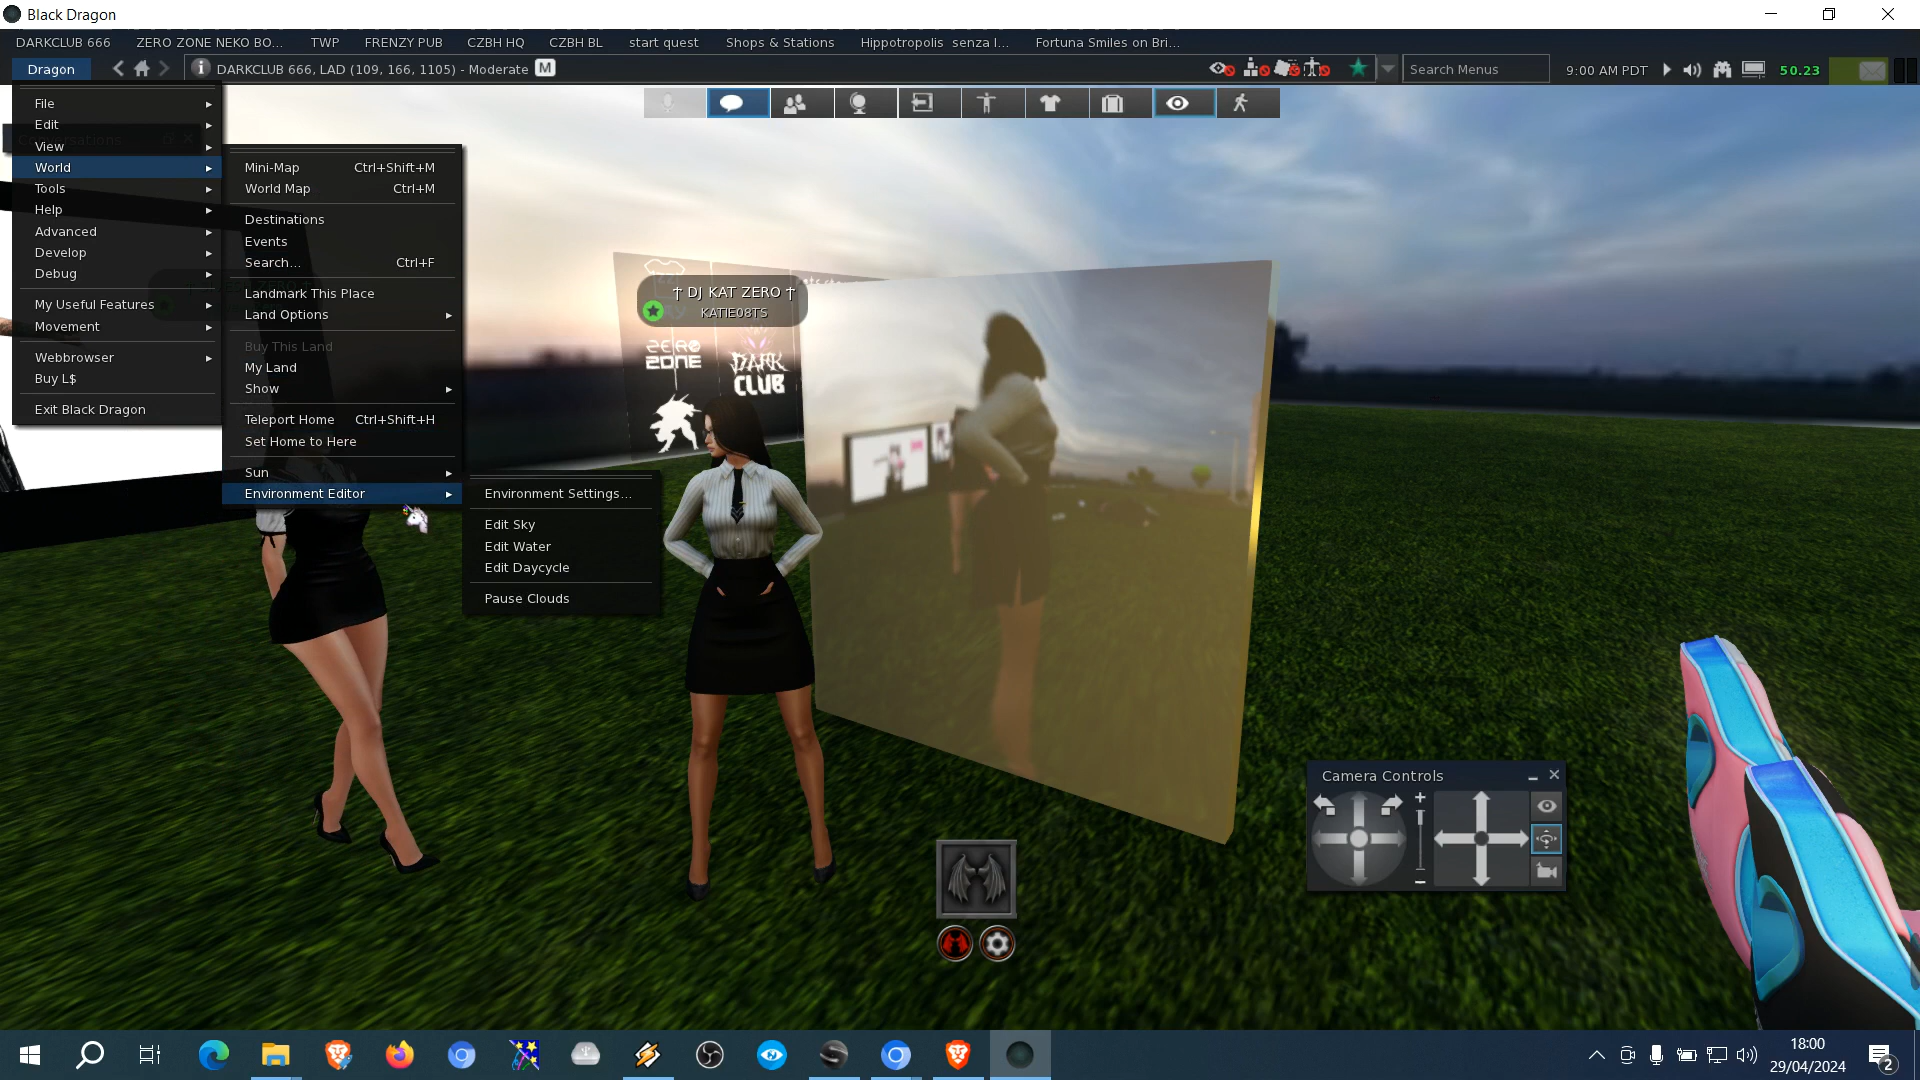 Black Dragon
DARKCLUB 666 ZERO ZONE NEKO BO... TWP FRENZY PUB CZBH HQ CZBH BL start quest Shops & Stations Hippotropolis senza l... Fortuna Smiles on Bri...
Dragon DARKCLUB 666, LAD (109, 166, 1105) - Moderate M Search Menus 9:00 AM PDT 50.23
File
Edit
Conversations
View
World
Tools
Help
Advanced
Develop
Debug
My Useful Features
Movement
Webbrowser
Buy L$
Exit Black Dragon
Mini-Map Ctrl+Shift+M
World Map Ctrl+M
Destinations
Events
Search... Ctrl+F
Landmark This Place
Land Options
Buy This Land
My Land
Show
Teleport Home Ctrl+Shift+H
Set Home to Here
Sun
Environment Editor
Environment Settings...
Edit Sky
Edit Water
Edit Daycycle
Pause Clouds
† DJ KAT ZERO †
KATIE08TS
ZERO
ZONE
DARK
CLUB
Camera Controls
18:00
29/04/2024
2